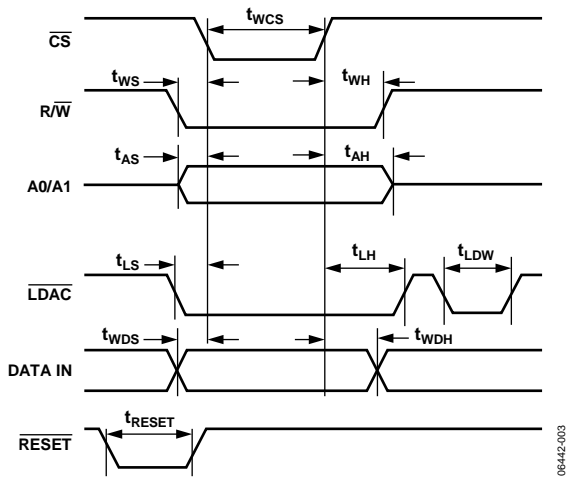 tWCS
CS
tWS
tWH
R/W
tAS
tAH
A0/A1
tLS
tLH
tLDW
LDAC
tWDS
tWDH
DATA IN
tRESET
RESET
06442-003